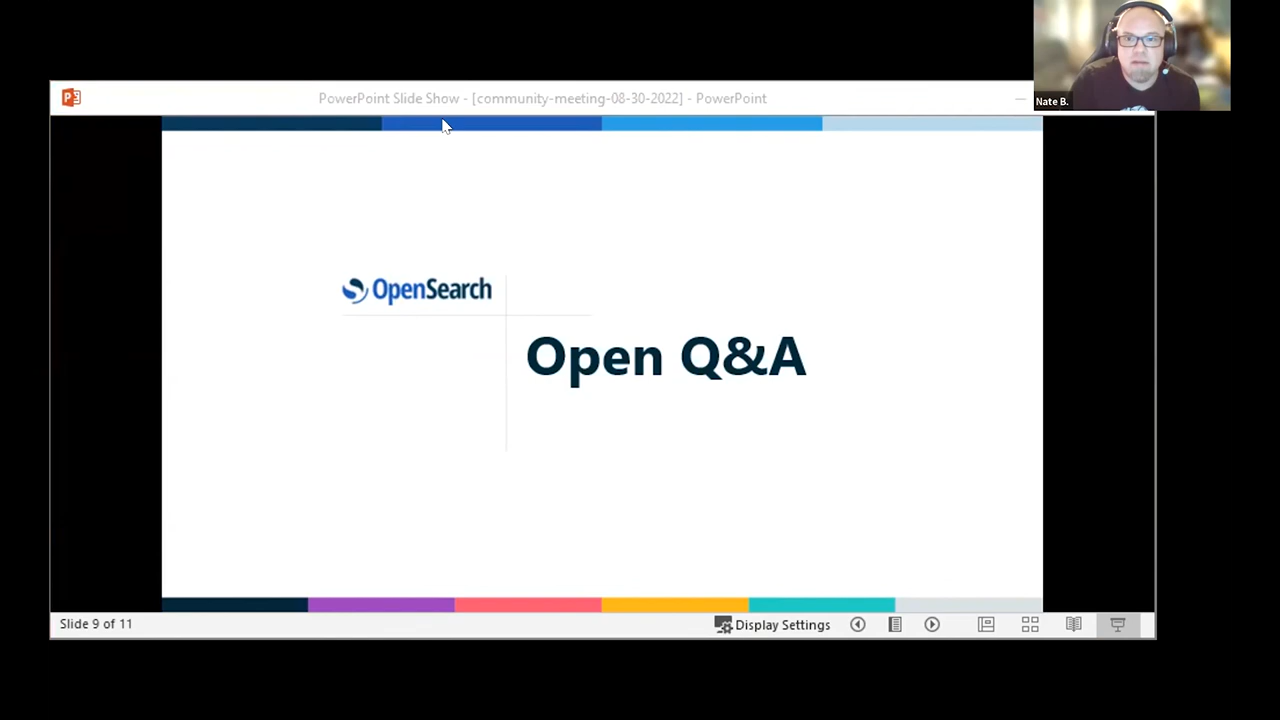 Nate B.
PowerPoint Slide Show - [community-meeting-08-30-2022] - PowerPoint
OpenSearch
Open Q&A
Slide 9 of 11
Display Settings